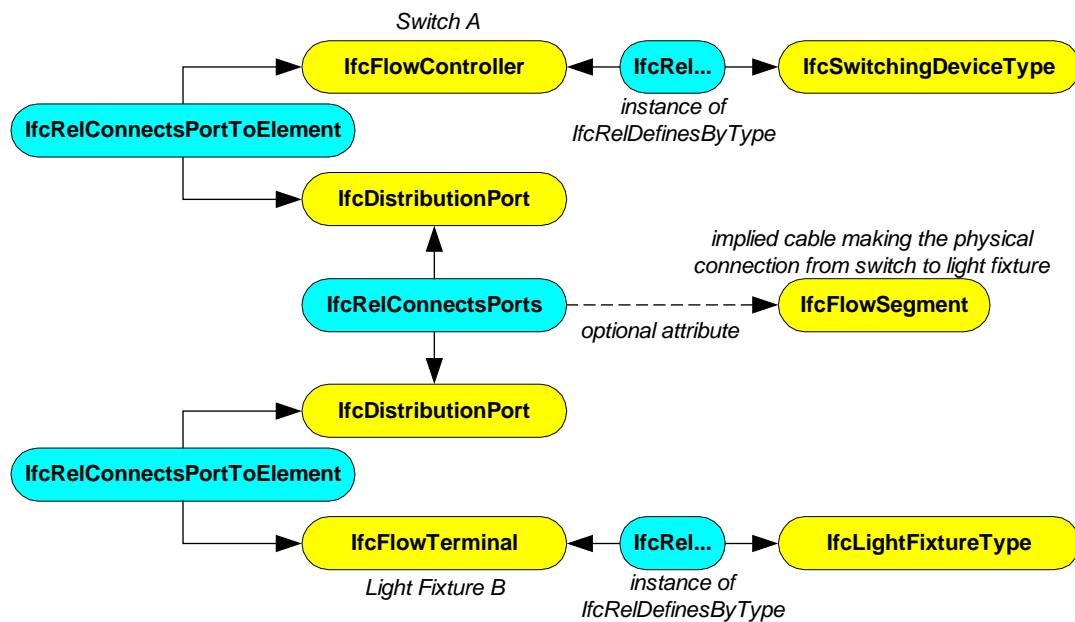 Switch A
IfcFlowController
IfcRel...
IfcSwitchingDeviceType
instance of
IfcRelDefinesByType
IfcRelConnectsPortToElement
IfcDistributionPort
implied cable making the physical
connection from switch to light fixture
IfcRelConnectsPorts
IfcFlowSegment
optional attribute
IfcDistributionPort
IfcRelConnectsPortToElement
IfcFlowTerminal
IfcRel...
IfcLightFixtureType
Light Fixture B
instance of
IfcRelDefinesByType